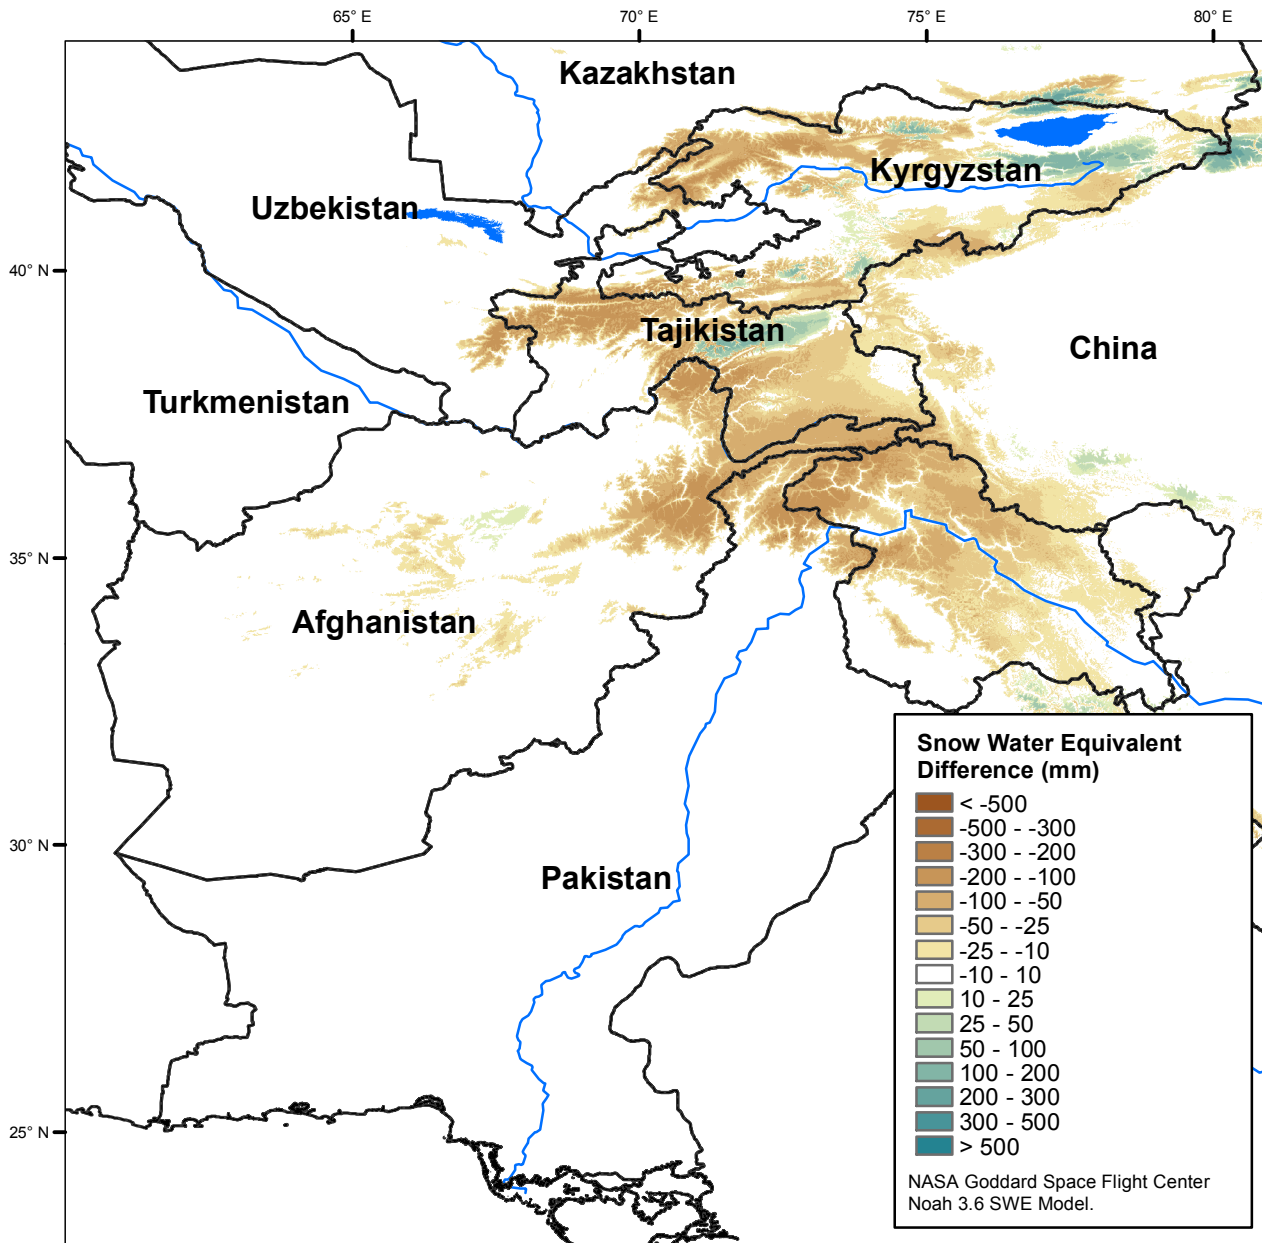 65° E
70° E
75° E
80° E
Kazakhstan
Kyrgyzstan
Uzbekistan
40° N
Tajikistan
China
Turkmenistan
35° N
Afghanistan
30° N
Pakistan
25° N
Snow Water Equivalent
Difference (mm)
< -500
-500 - -300
-300 - -200
-200 - -100
-100 - -50
-50 - -25
-25 - -10
-10 - 10
10 - 25
25 - 50
50 - 100
100 - 200
200 - 300
300 - 500
> 500
NASA Goddard Space Flight Center
Noah 3.6 SWE Model.